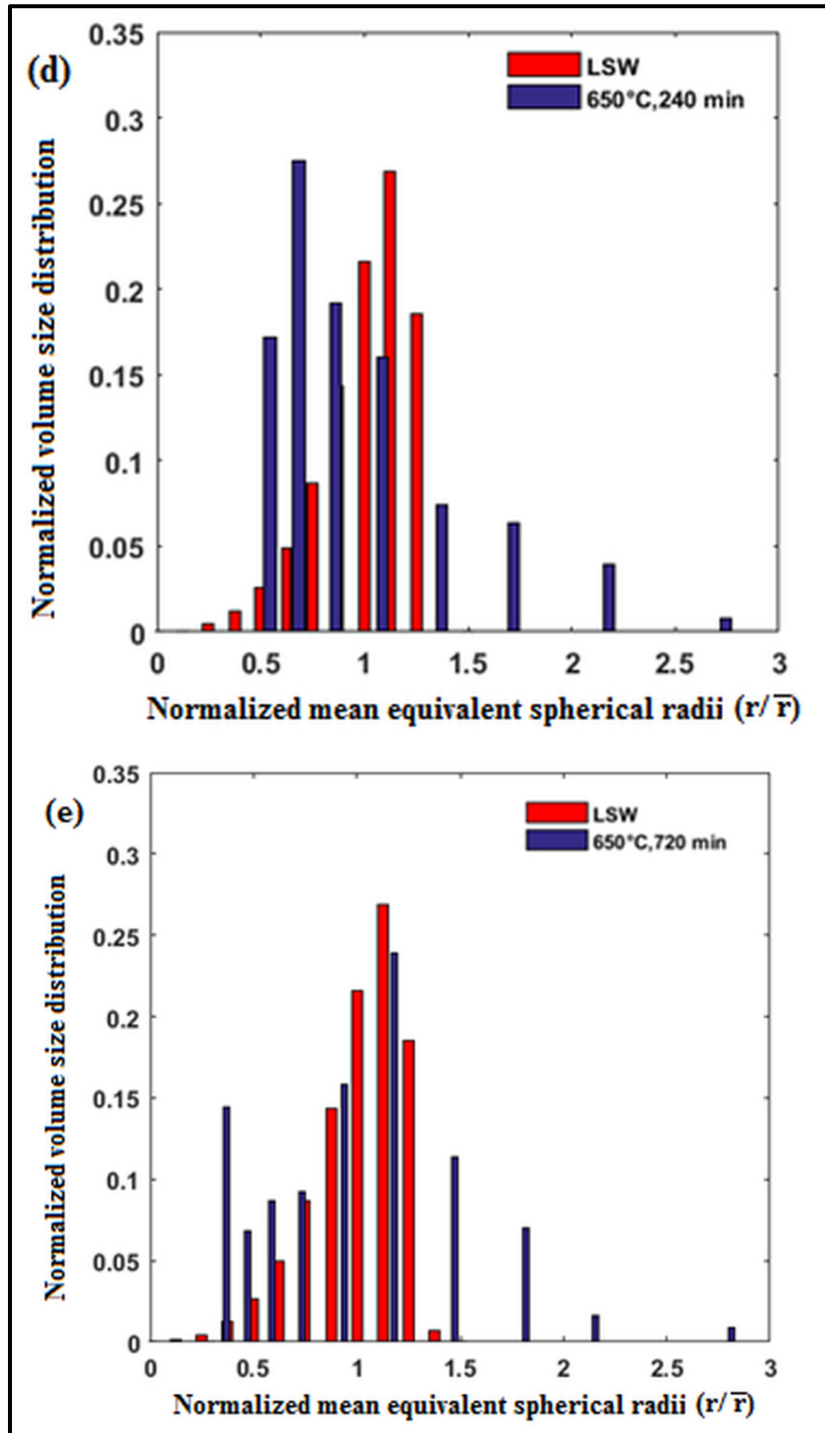 (d)
LSW
650°C,240 min
Normalized volume size distribution
0.35
0.3
0.25
0.2
0.15
0.1
0.05
0
0 0.5 1 1.5 2 2.5 3
Normalized mean equivalent spherical radii (r/r̅)
(e)
LSW
650°C,720 min
Normalized volume size distribution
0.35
0.3
0.25
0.2
0.15
0.1
0.05
0
0 0.5 1 1.5 2 2.5 3
Normalized mean equivalent spherical radii (r/r̅)